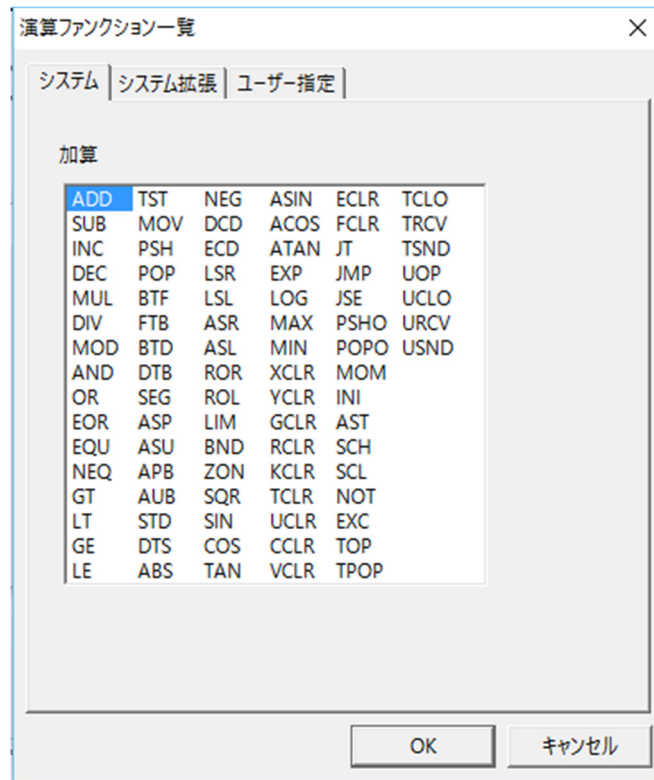 演算ファンクション一覧
システム システム拡張 ユーザー指定
加算
ADD TST NEG ASIN ECLR TCLO
SUB MOV DCD ACOS FCLR TRCV
INC PSH ECD ATAN JT TSND
DEC POP LSR EXP JMP UOP
MUL BTF LSL LOG JSE UCLO
DIV FTB ASR MAX PSHO URCV
MOD BTD ASL MIN POPO USND
AND DTB ROR XCLR MOM
OR SEG ROL YCLR INI
EOR ASP LIM GCLR AST
EQU ASU BND RCLR SCH
NEQ APB ZON KCLR SCL
GT AUB SQR TCLR NOT
LT STD SIN UCLR EXC
GE DTS COS CCLR TOP
LE ABS TAN VCLR TPOP
OK キャンセル